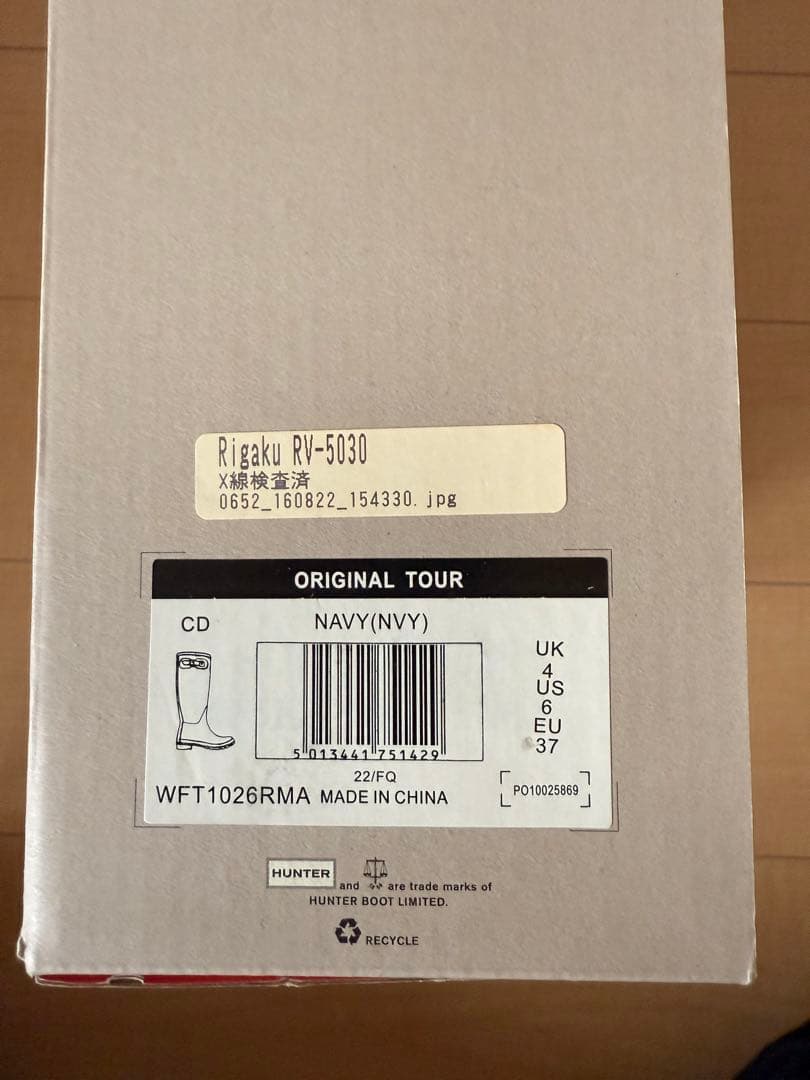 Rigaku RV-5030
X線検査済
0652_160822_154330.jpg
ORIGINAL TOUR
CD
NAVY(NVY)
UK
4
US
6
EU
37
5 013441 751429
22/FQ
WFT1026RMA MADE IN CHINA
PO10025869
HUNTER and are trade marks of
HUNTER BOOT LIMITED.
RECYCLE